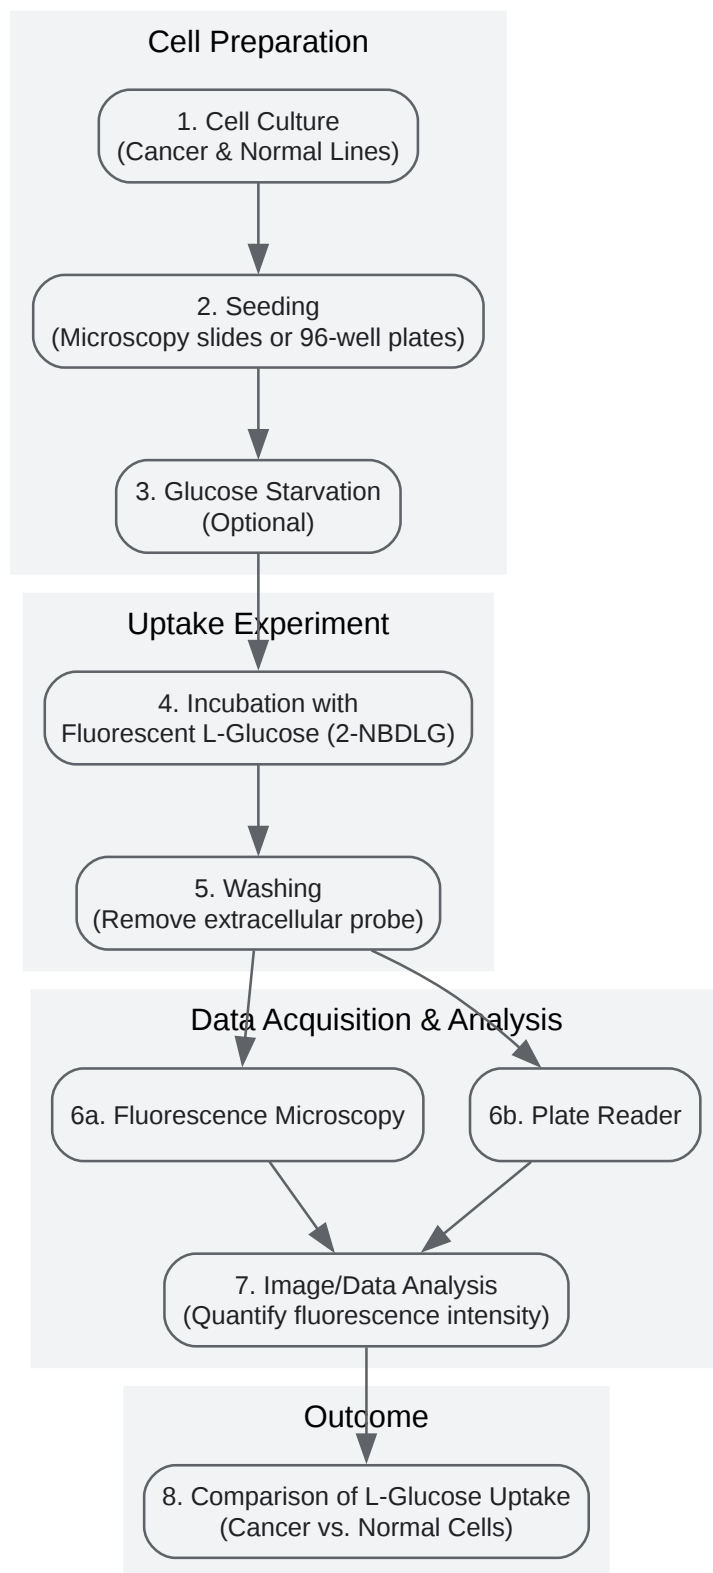 Cell Preparation
1. Cell Culture
(Cancer & Normal Lines)
2. Seeding
(Microscopy slides or 96-well plates)
3. Glucose Starvation
(Optional)
Uptake Experiment
4. Incubation with
Fluorescent L-Glucose (2-NBDLG)
5. Washing
(Remove extracellular probe)
Data Acquisition & Analysis
6a. Fluorescence Microscopy
6b. Plate Reader
7. Image/Data Analysis
(Quantify fluorescence intensity)
Outcome
8. Comparison of L-Glucose Uptake
(Cancer vs. Normal Cells)